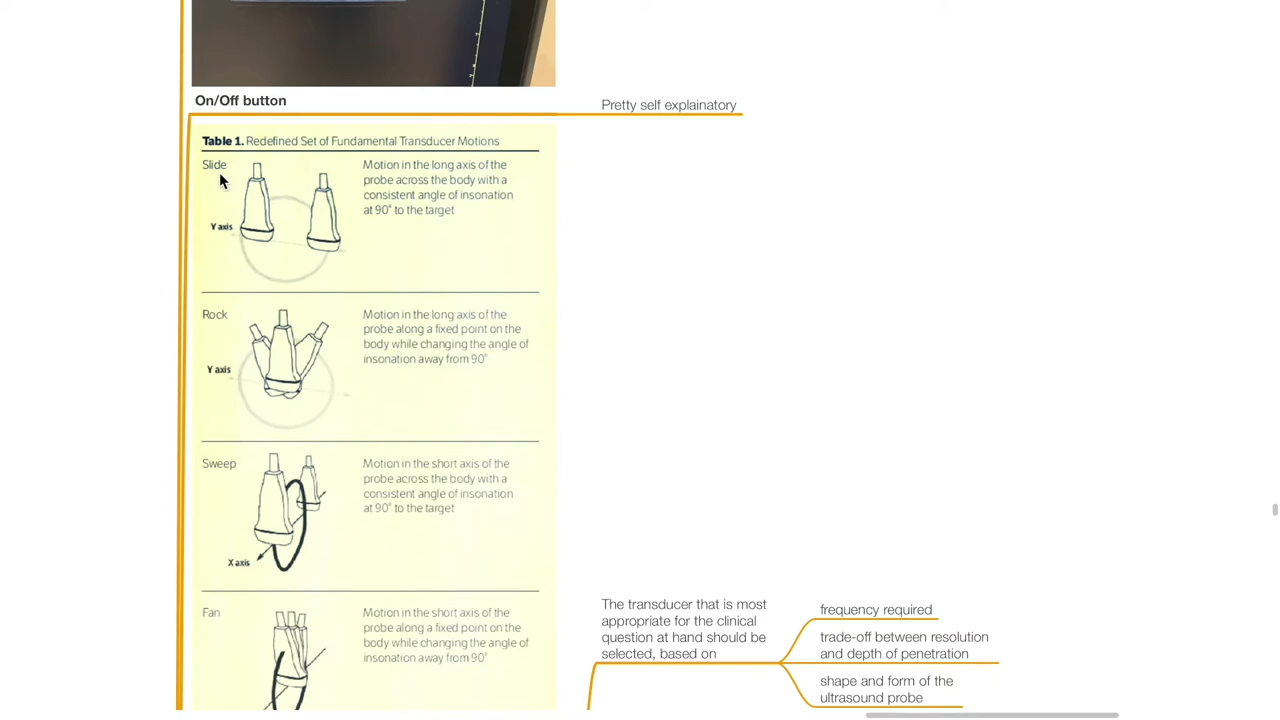 On/Off button
Pretty self explainatory
Table 1. Redefined Set of Fundamental Transducer Motions
Slide
Motion in the long axis of the
probe across the body with a
consistent angle of insonation
at 90° to the target
Y axis
Rock
Motion in the long axis of the
probe along a fixed point on the
body while changing the angle of
insonation away from 90°
Y axis
Sweep
Motion in the short axis of the
probe across the body with a
consistent angle of insonation
at 90° to the target
X axis
Fan
Motion in the short axis of the
probe along a fixed point on the
body while changing the angle of
insonation away from 90°
The transducer that is most
appropriate for the clinical
question at hand should be
selected, based on
frequency required
trade-off between resolution
and depth of penetration
shape and form of the
ultrasound probe